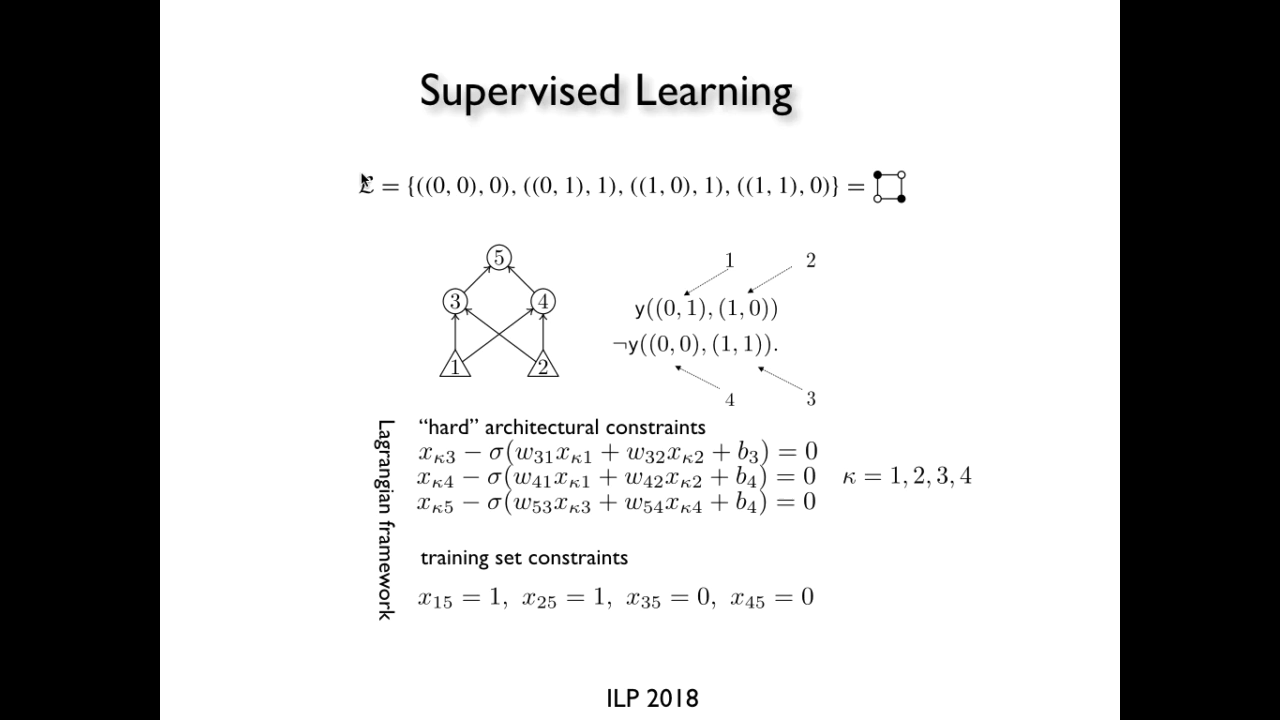 Supervised Learning
ℒ = {((0, 0), 0), ((0, 1), 1), ((1, 0), 1), ((1, 1), 0)} =
5
3 4
1 2
1 2
y((0, 1), (1, 0))
¬y((0, 0), (1, 1)).
4 3
Lagrangian framework
“hard” architectural constraints
x_{κ3} − σ(w_{31}x_{κ1} + w_{32}x_{κ2} + b_3) = 0
x_{κ4} − σ(w_{41}x_{κ1} + w_{42}x_{κ2} + b_4) = 0 κ = 1, 2, 3, 4
x_{κ5} − σ(w_{53}x_{κ3} + w_{54}x_{κ4} + b_4) = 0
training set constraints
x_{15} = 1, x_{25} = 1, x_{35} = 0, x_{45} = 0
ILP 2018